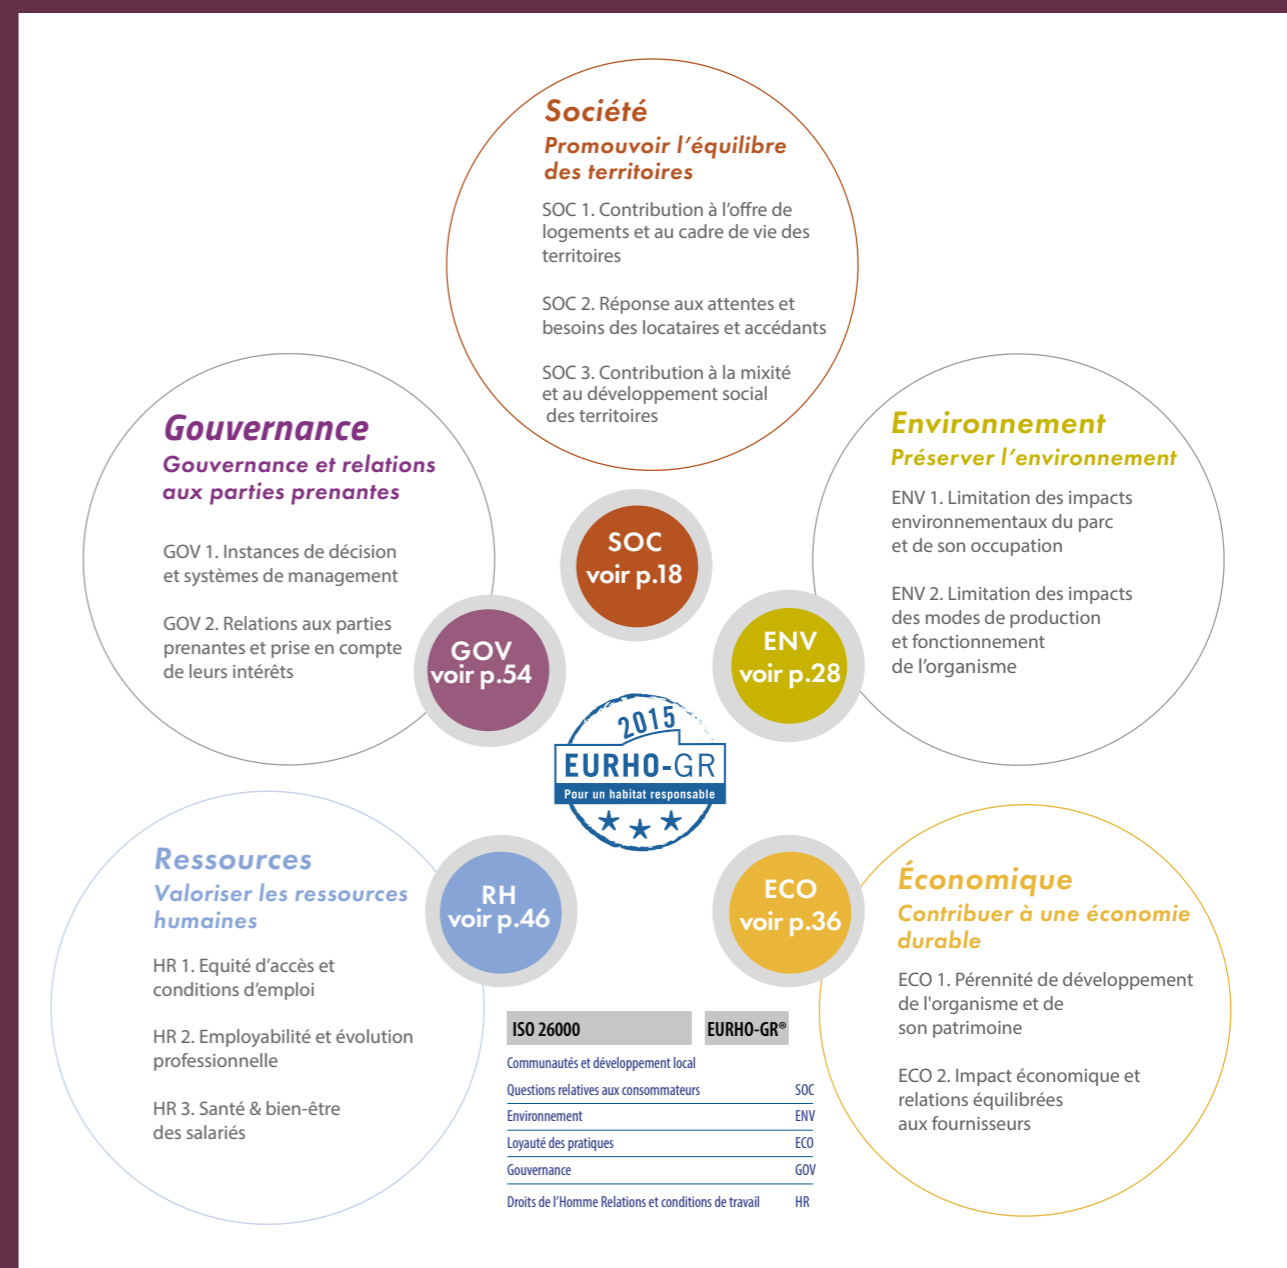 Société
Promouvoir l'équilibre
des territoires
SOC 1. Contribution à l'offre de
logements et au cadre de vie des
territoires
SOC 2. Réponse aux attentes et
besoins des locataires et accédants
SOC 3. Contribution à la mixité
et au développement social
des territoires
Gouvernance
Gouvernance et relations
aux parties prenantes
GOV 1. Instances de décision
et systèmes de management
GOV 2. Relations aux parties
prenantes et prise en compte
de leurs intérêts
Environnement
Préserver l'environnement
ENV 1. Limitation des impacts
environnementaux du parc
et de son occupation
ENV 2. Limitation des impacts
des modes de production
et fonctionnement
de l'organisme
SOC
voir p.18
GOV
voir p.54
ENV
voir p.28
2015
EURHO-GR
Pour un habitat responsable
RH
voir p.46
ECO
voir p.36
Ressources
Valoriser les ressources
humaines
HR 1. Equité d'accès et
conditions d'emploi
HR 2. Employabilité et évolution
professionnelle
HR 3. Santé & bien-être
des salariés
Économique
Contribuer à une économie
durable
ECO 1. Pérennité de développement
de l'organisme et de
son patrimoine
ECO 2. Impact économique et
relations équilibrées
aux fournisseurs
ISO 26000 EURHO-GR®
Communautés et développement local
Questions relatives aux consommateurs SOC
Environnement ENV
Loyauté des pratiques ECO
Gouvernance GOV
Droits de l'Homme Relations et conditions de travail HR